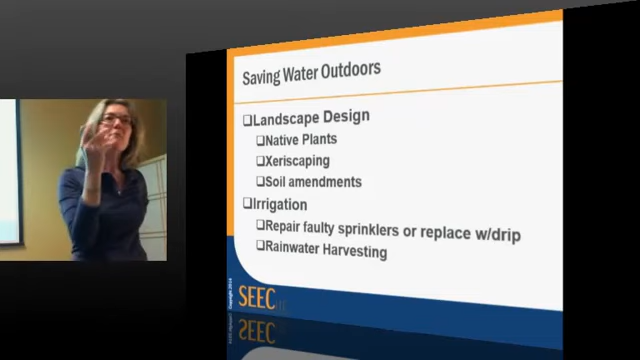 Saving Water Outdoors
❑Landscape Design
❑Native Plants
❑Xeriscaping
❑Soil amendments
❑Irrigation
❑Repair faulty sprinklers or replace w/drip
❑Rainwater Harvesting
SEEC